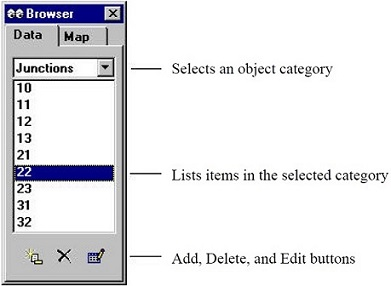 Browser
Data Map
Junctions
Selects an object category
10
11
12
13
21
22
Lists items in the selected category
23
31
32
Add, Delete, and Edit buttons